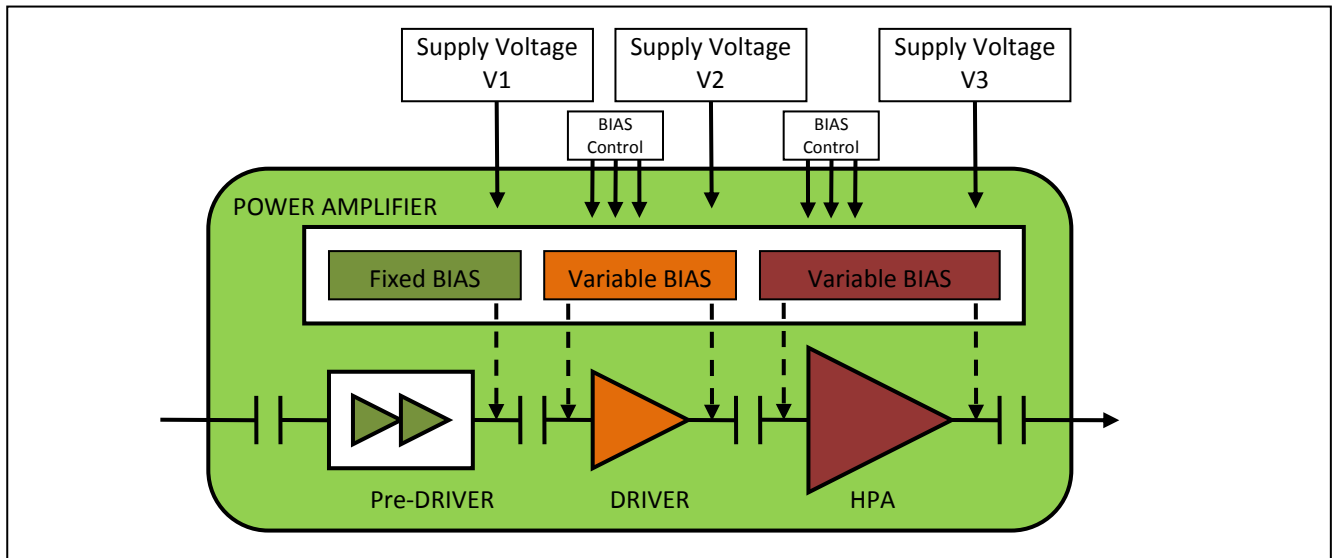 Supply Voltage
V1
Supply Voltage
V2
Supply Voltage
V3
BIAS
Control
BIAS
Control
POWER AMPLIFIER
Fixed BIAS
Variable BIAS
Variable BIAS
Pre-DRIVER
DRIVER
HPA